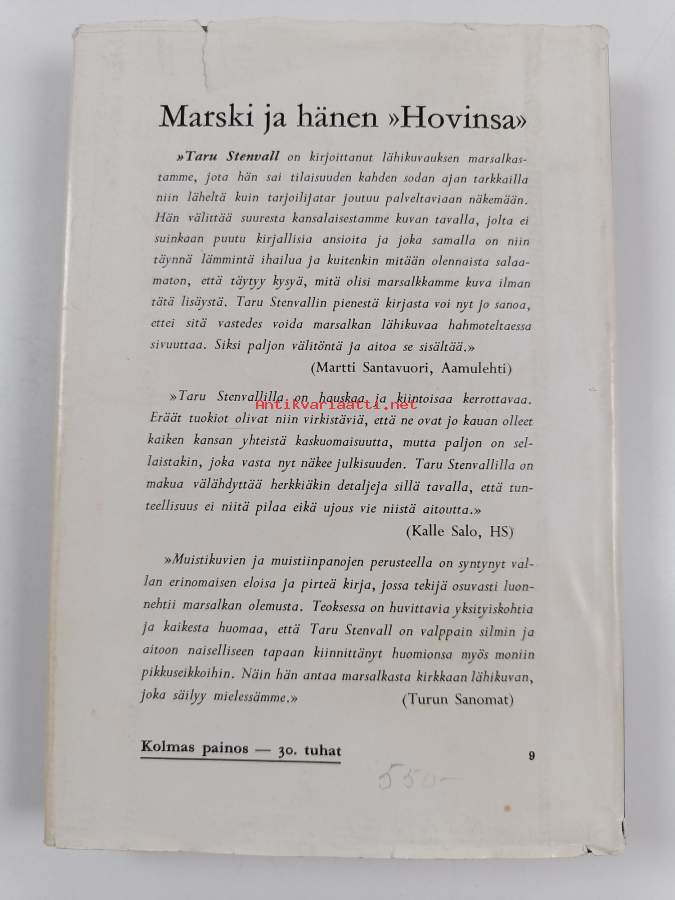 Marski ja hänen »Hovinsa»
»Taru Stenvall on kirjoittanut lähikuvauksen marsalkas-
tamme, jota hän sai tilaisuuden kahden sodan ajan tarkkailla
niin läheltä kuin tarjoilijatar joutuu palveltaviaan näkemään.
Hän välittää suuresta kansalaisestamme kuvan tavalla, jolta ei
suinkaan puutu kirjallisia ansioita ja joka samalla on niin
täynnä lämmintä ihailua ja kuitenkin mitään olennaista salaa-
maton, että täytyy kysyä, mitä olisi marsalkkamme kuva ilman
tätä lisäystä. Taru Stenvallin pienestä kirjasta voi nyt jo sanoa,
ettei sitä vastedes voida marsalkan lähikuvaa hahmoteltaessa
sivuuttaa. Siksi paljon välitöntä ja aitoa se sisältää.»
(Martti Santavuori, Aamulehti)
»Taru Stenvallilla on hauskaa ja kiintoisaa kerrottavaa.
Antikvariaatti.net
Eräät tuokiot olivat niin virkistäviä, että ne ovat jo kauan olleet
kaiken kansan yhteistä kaskuomaisuutta, mutta paljon on sel-
laistakin, joka vasta nyt näkee julkisuuden. Taru Stenvallilla on
makua välähdyttää herkkiäkin detaljeja sillä tavalla, että tun-
teellisuus ei niitä pilaa eikä ujous vie niistä aitoutta.»
(Kalle Salo, HS)
»Muistikuvien ja muistiinpanojen perusteella on syntynyt val-
lan erinomaisen eloisa ja pirteä kirja, jossa tekijä osuvasti luon-
nehtii marsalkan olemusta. Teoksessa on huvittavia yksityiskohtia
ja kaikesta huomaa, että Taru Stenvall on valppain silmin ja
aitoon naiselliseen tapaan kiinnittänyt huomionsa myös moniin
pikkuseikkoihin. Näin hän antaa marsalkasta kirkkaan lähikuvan,
joka säilyy mielessämme.» (Turun Sanomat)
Kolmas painos — 30. tuhat 9
550-